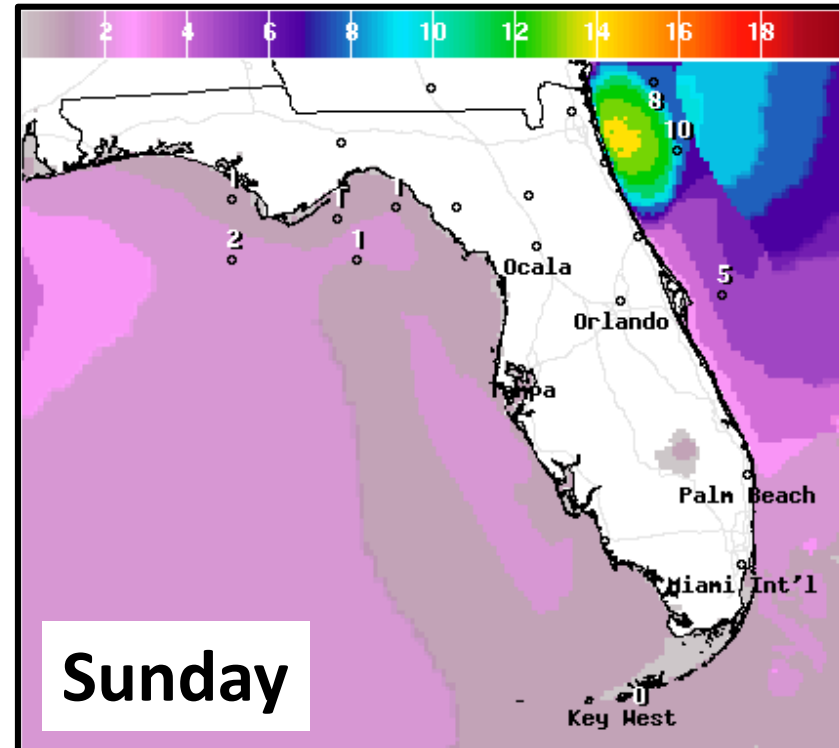 2 4 6 8 10 12 14 16 18
8
10
1
1
1
2
1
5
Ocala
Orlando
Tampa
Palm Beach
Miami Int'l
0
Key West
Sunday